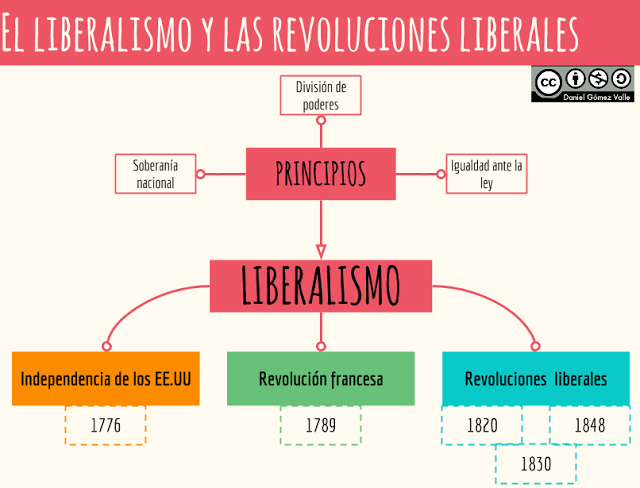 El liberalismo y las revoluciones liberales
cc
Daniel Gómez Valle
División de
poderes
Soberanía
nacional
PRINCIPIOS
Igualdad ante la
ley
LIBERALISMO
Independencia de los EE.UU
Revolución francesa
Revoluciones liberales
1776
1789
1820
1848
1830